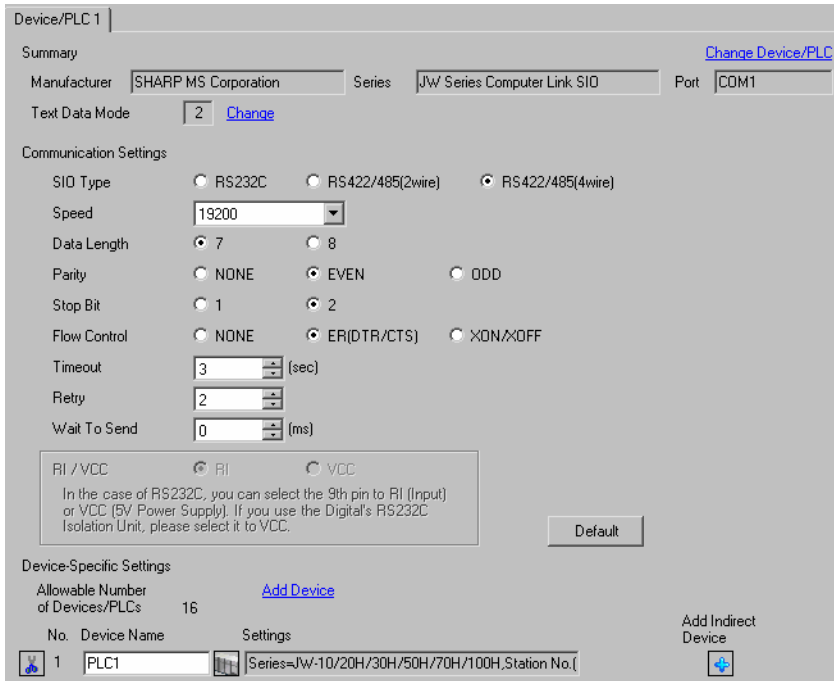 Device/PLC 1
Summary Change Device/PLC
Manufacturer SHARP MS Corporation Series JW Series Computer Link SIO Port COM1
Text Data Mode 2 Change
Communication Settings
SIO Type RS232C RS422/485(2wire) RS422/485(4wire)
Speed 19200
Data Length 7 8
Parity NONE EVEN ODD
Stop Bit 1 2
Flow Control NONE ER(DTR/CTS) XON/XOFF
Timeout 3 (sec)
Retry 2
Wait To Send 0 (ms)
RI / VCC RI VCC
In the case of RS232C, you can select the 9th pin to RI (Input)
or VCC (5V Power Supply). If you use the Digital's RS232C
Isolation Unit, please select it to VCC.
Default
Device-Specific Settings
Allowable Number Add Device
of Devices/PLCs 16
Add Indirect
No. Device Name Settings Device
1 PLC1 Series=JW-10/20H/30H/50H/70H/100H,Station No.(